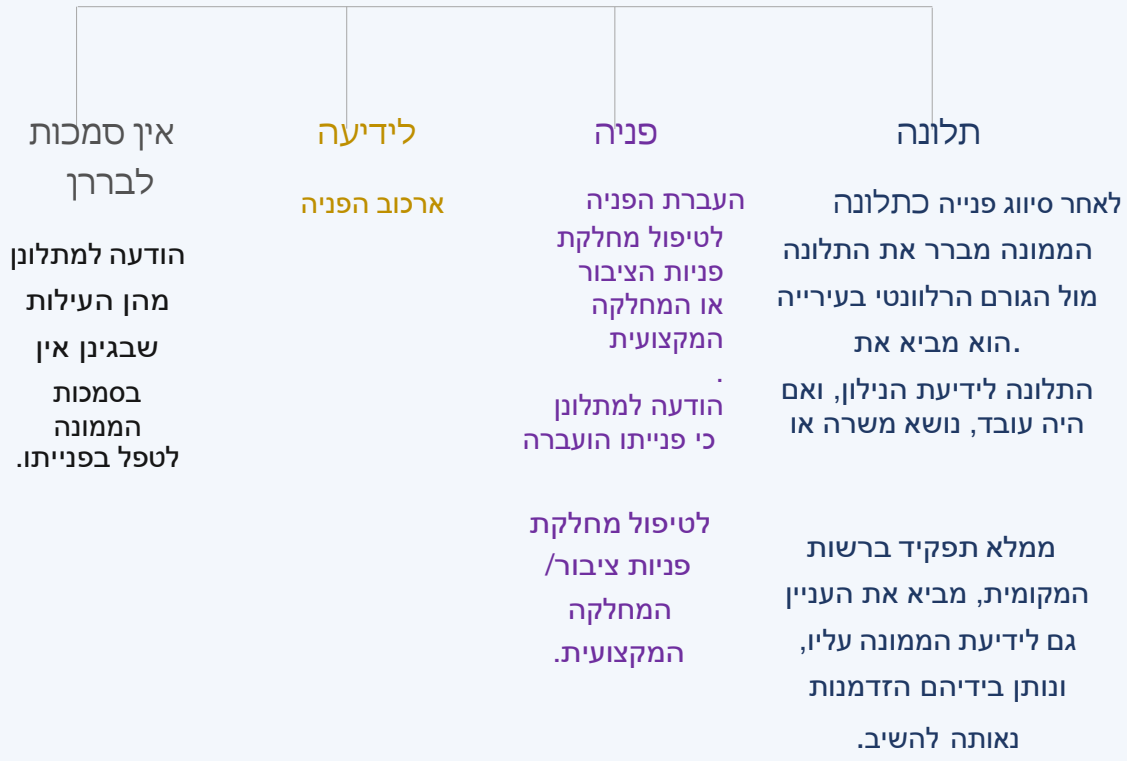 תלונה
לאחר סיווג פנייה כתלונה
הממונה מברר את התלונה
מול הגורם הרלוונטי בעירייה
.הוא מביא את
התלונה לידיעת הנילון, ואם
היה עובד, נושא משרה או
ממלא תפקיד ברשות
המקומית, מביא את העניין
גם לידיעת הממונה עליו,
ונותן בידיהם הזדמנות
נאותה להשיב.
פניה
העברת הפניה
לטיפול מחלקת
פניות הציבור
או המחלקה
המקצועית
.
הודעה למתלונן
כי פנייתו הועברה
לטיפול מחלקת
פניות ציבור/
המחלקה
המקצועית.
לידיעה
ארכוב הפניה
אין סמכות
לבררן
הודעה למתלונן
מהן העילות
שבגינן אין
בסמכות
הממונה
לטפל בפנייתו.